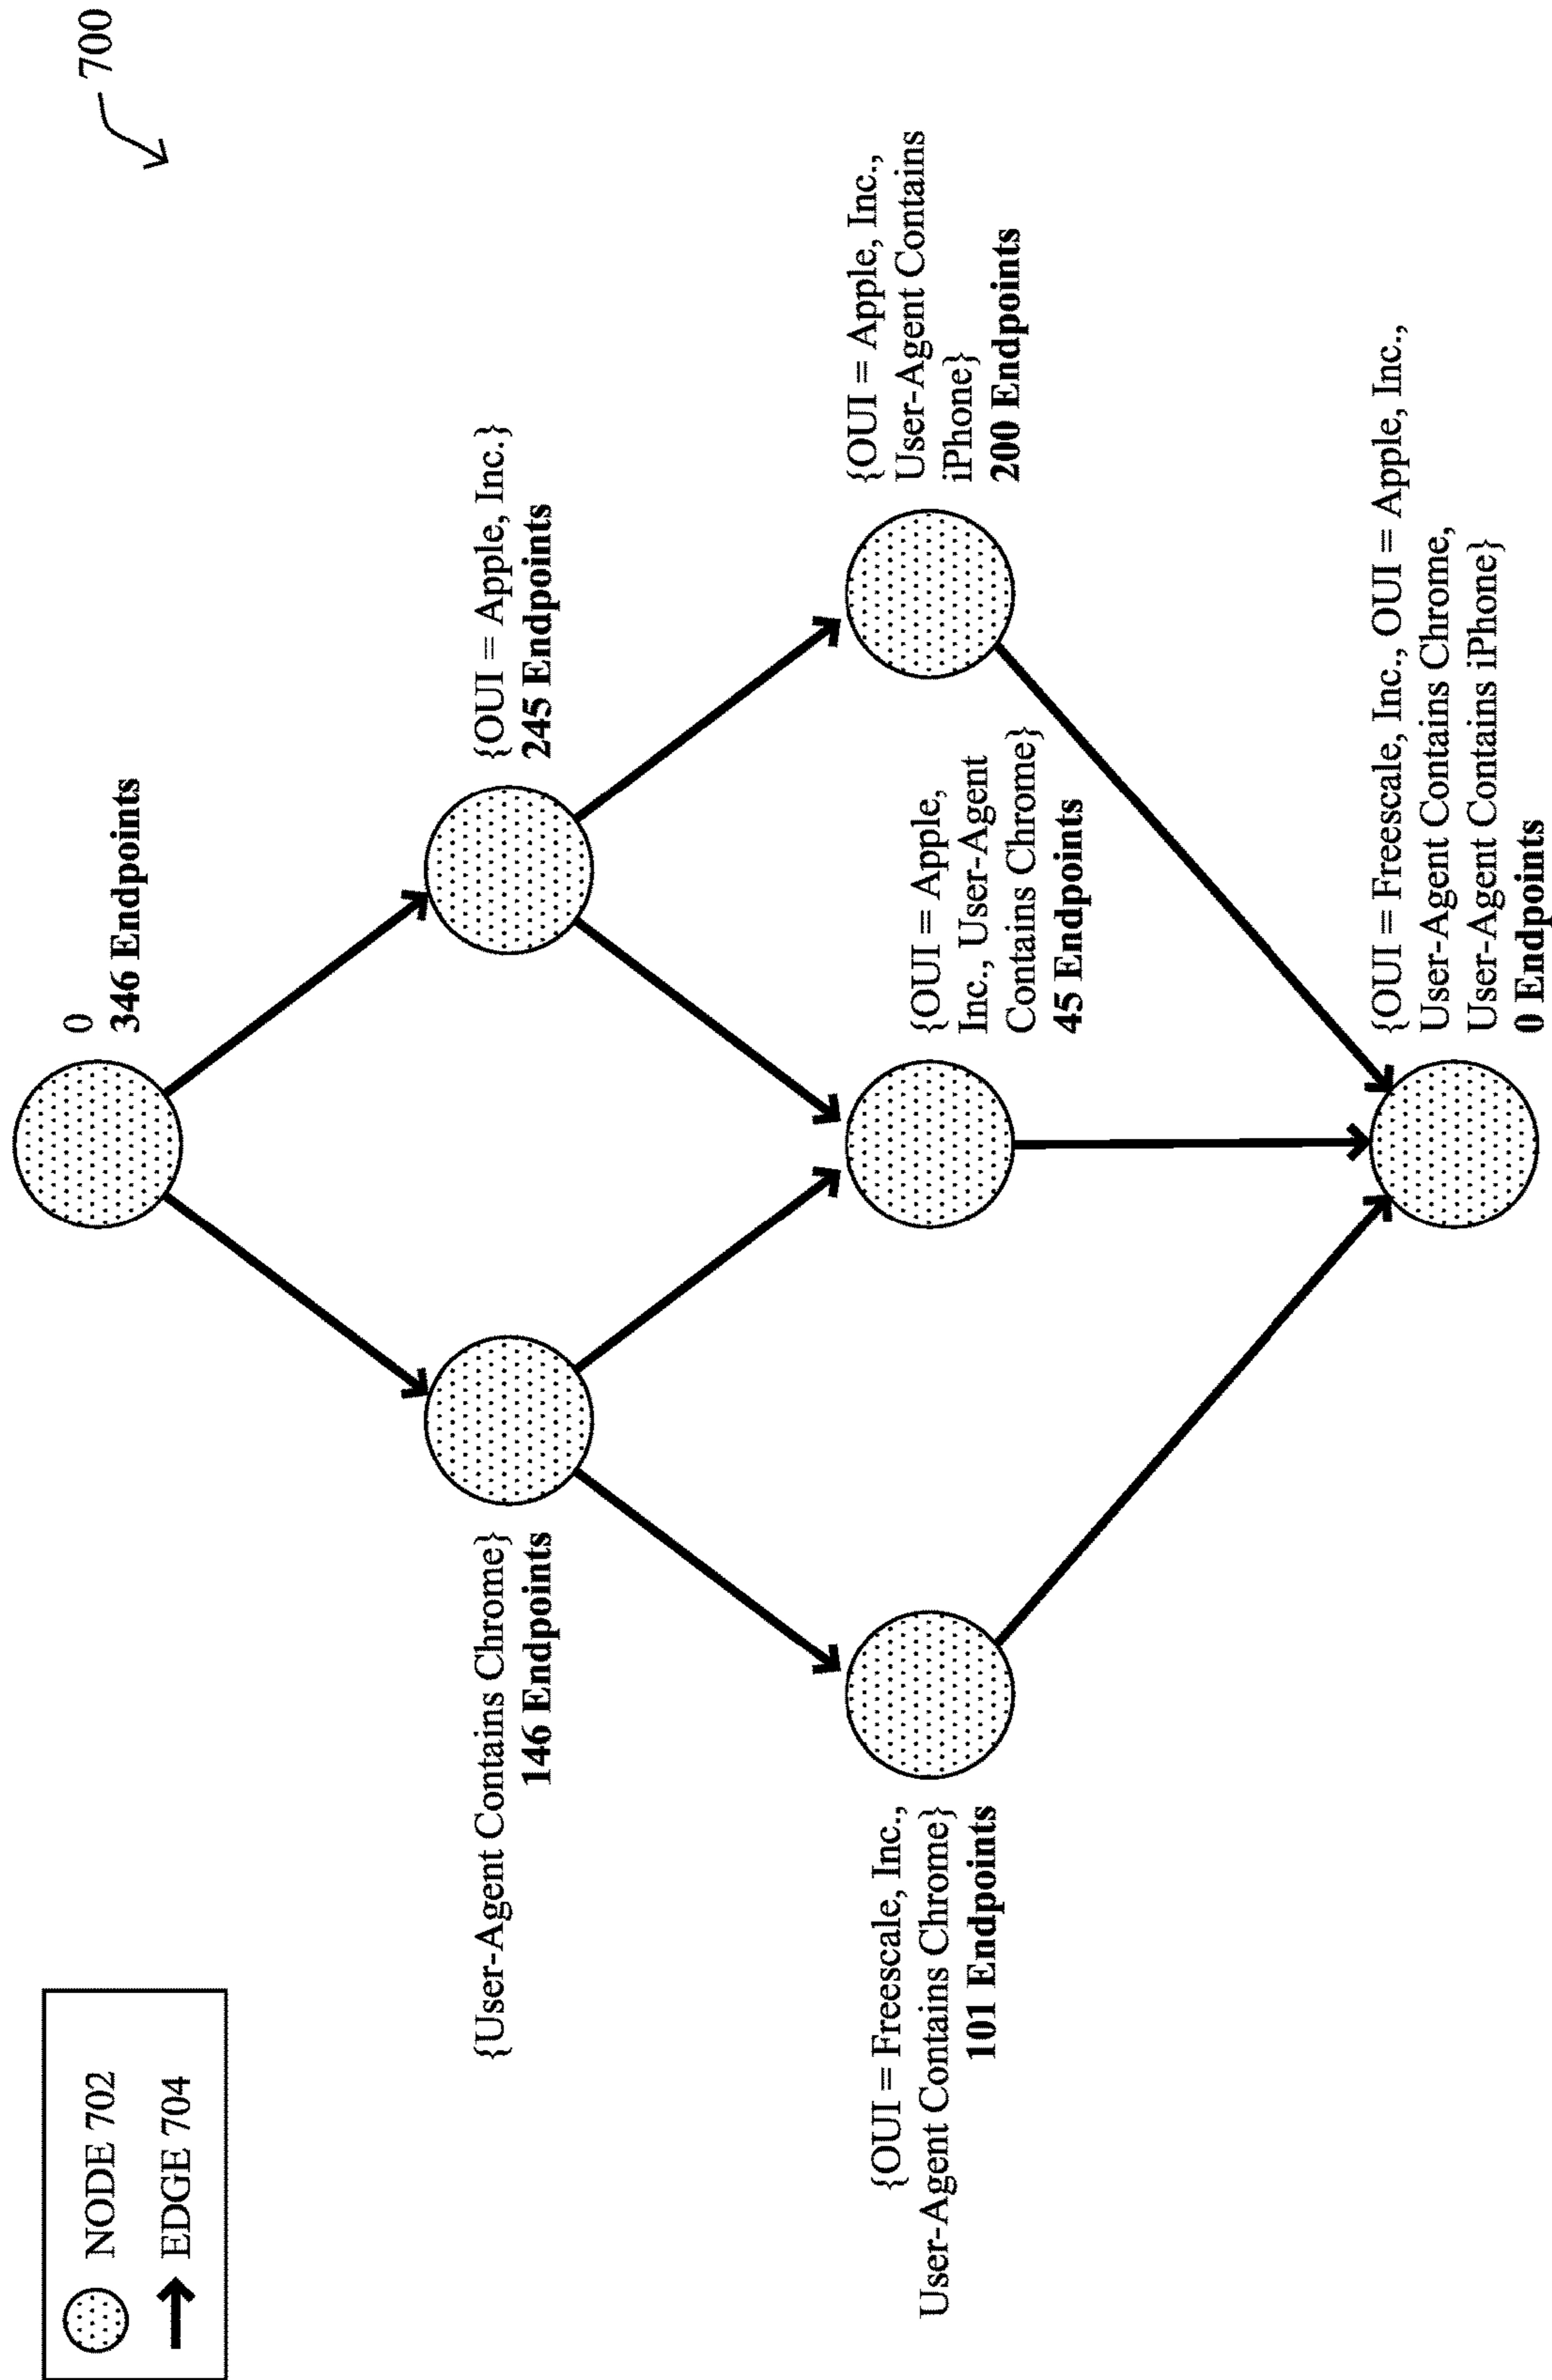 NODE 702
EDGE 704
700
0
346 Endpoints
{User-Agent Contains Chrome}
146 Endpoints
{OUI = Apple, Inc.}
245 Endpoints
{OUI = Freescale, Inc.,
User-Agent Contains Chrome}
101 Endpoints
{OUI = Apple,
Inc., User-Agent
Contains Chrome}
45 Endpoints
{OUI = Apple, Inc.,
User-Agent Contains
iPhone}
200 Endpoints
{OUI = Freescale, Inc., OUI = Apple, Inc.,
User-Agent Contains Chrome,
User-Agent Contains iPhone}
0 Endpoints